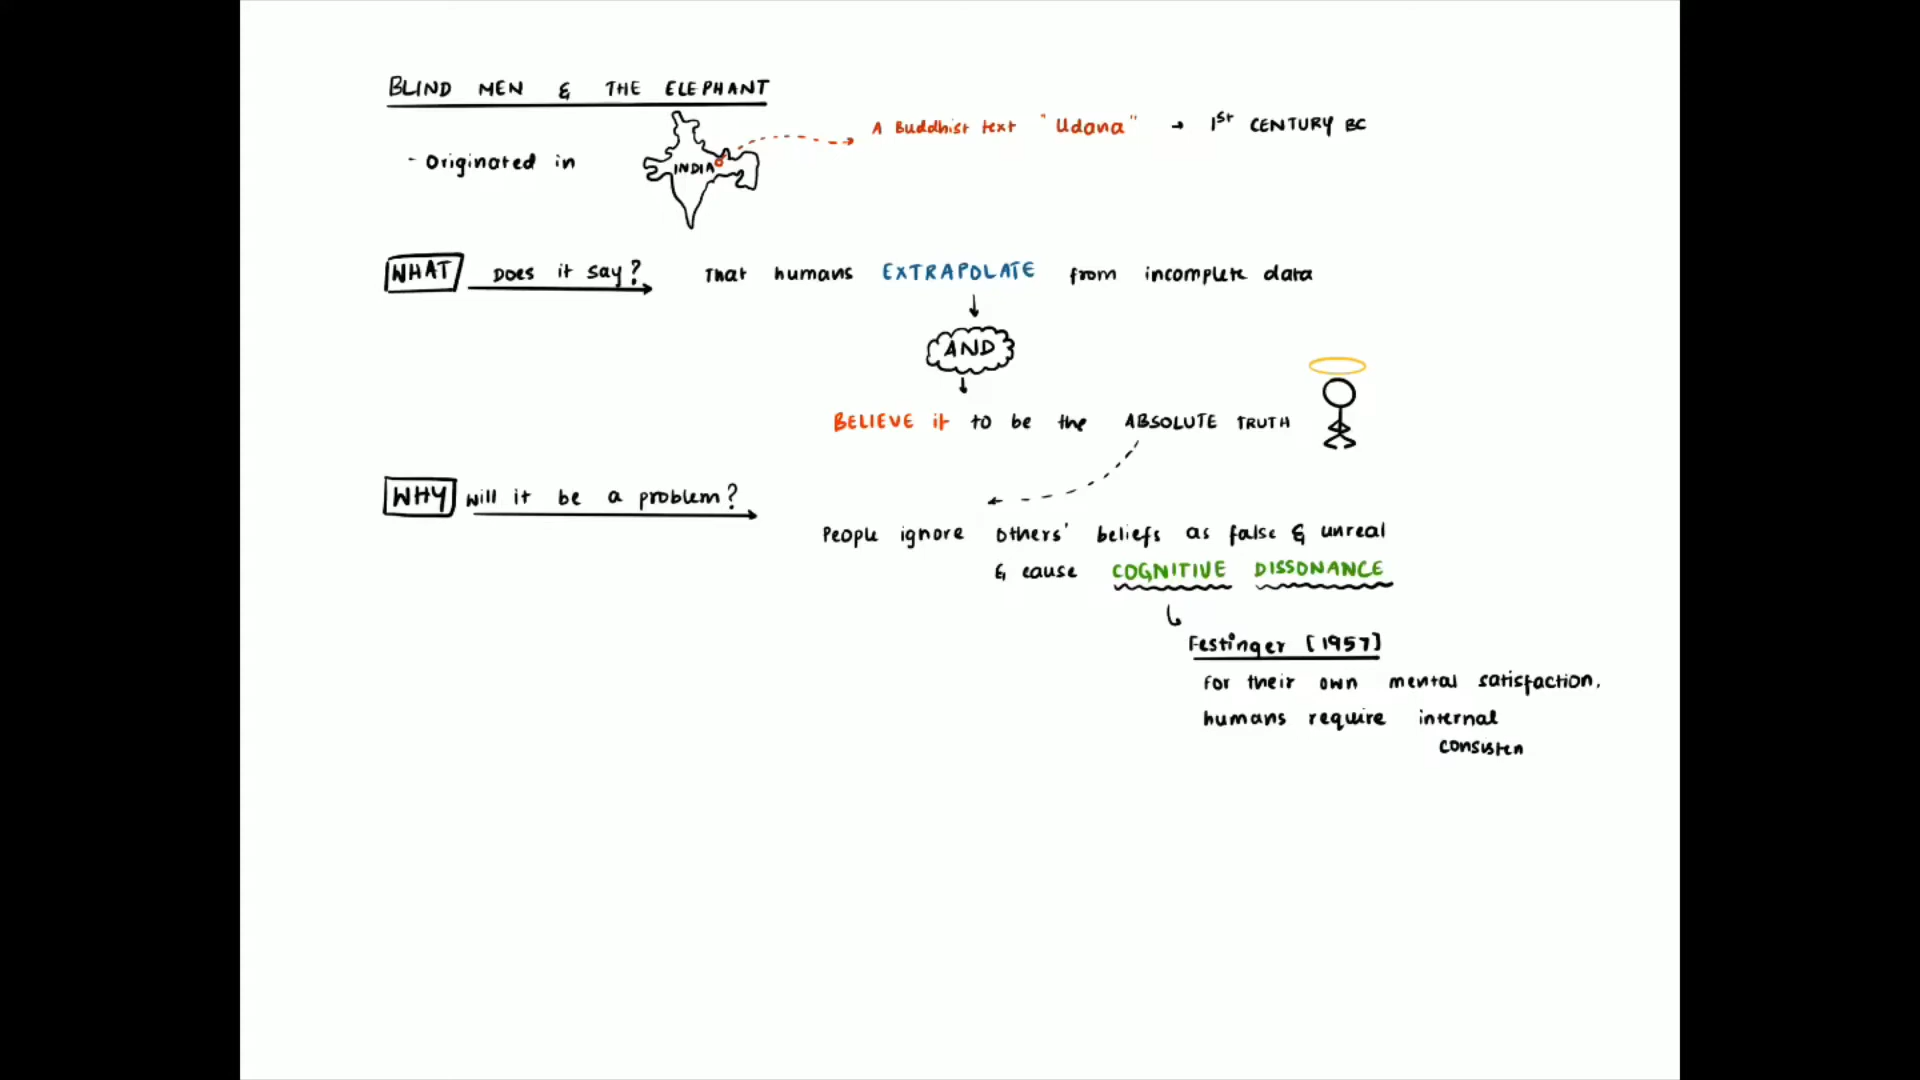 BLIND MEN & THE ELEPHANT
- Originated in INDIA
A Buddhist text "Udana" → 1st CENTURY BC
WHAT Does it say? That humans EXTRAPOLATE from incomplete data
AND
BELIEVE it to be the ABSOLUTE TRUTH
WHY will it be a problem?
People ignore others' beliefs as false & unreal
& cause COGNITIVE DISSONANCE
Festinger [1957]
For their own mental satisfaction,
humans require internal
consisten